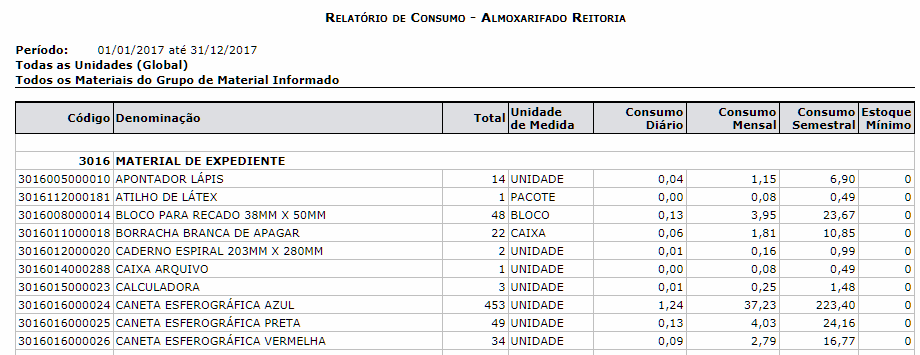 RELATÓRIO DE CONSUMO - ALMOXARIFADO REITORIA
Período: 01/01/2017 até 31/12/2017
Todas as Unidades (Global)
Todos os Materiais do Grupo de Material Informado
Código Denominação Total Unidade de Medida Consumo Diário Consumo Mensal Consumo Semestral Estoque Mínimo
3016 MATERIAL DE EXPEDIENTE
3016005000010 APONTADOR LÁPIS 14 UNIDADE 0,04 1,15 6,90 0
3016112000181 ATILHO DE LÁTEX 1 PACOTE 0,00 0,08 0,49 0
3016008000014 BLOCO PARA RECADO 38MM X 50MM 48 BLOCO 0,13 3,95 23,67 0
3016011000018 BORRACHA BRANCA DE APAGAR 22 CAIXA 0,06 1,81 10,85 0
3016012000020 CADERNO ESPIRAL 203MM X 280MM 2 UNIDADE 0,01 0,16 0,99 0
3016014000288 CAIXA ARQUIVO 1 UNIDADE 0,00 0,08 0,49 0
3016015000023 CALCULADORA 3 UNIDADE 0,01 0,25 1,48 0
3016016000024 CANETA ESFEROGRÁFICA AZUL 453 UNIDADE 1,24 37,23 223,40 0
3016016000025 CANETA ESFEROGRÁFICA PRETA 49 UNIDADE 0,13 4,03 24,16 0
3016016000026 CANETA ESFEROGRÁFICA VERMELHA 34 UNIDADE 0,09 2,79 16,77 0